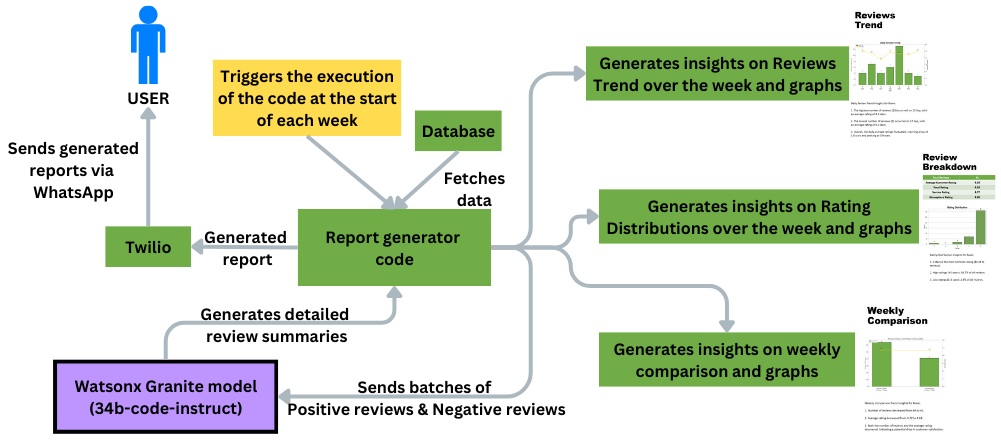 USER
Sends generated
reports via
WhatsApp
Triggers the execution
of the code at the start
of each week
Database
Fetches
data
Twilio
Generated
report
Report generator
code
Generates detailed
review summaries
Watsonx Granite model
(34b-code-instruct)
Sends batches of
Positive reviews & Negative reviews
Generates insights on Reviews
Trend over the week and graphs
Generates insights on Rating
Distributions over the week and graphs
Generates insights on weekly
comparison and graphs
Reviews
Trend
Review
Breakdown
Weekly
Comparison